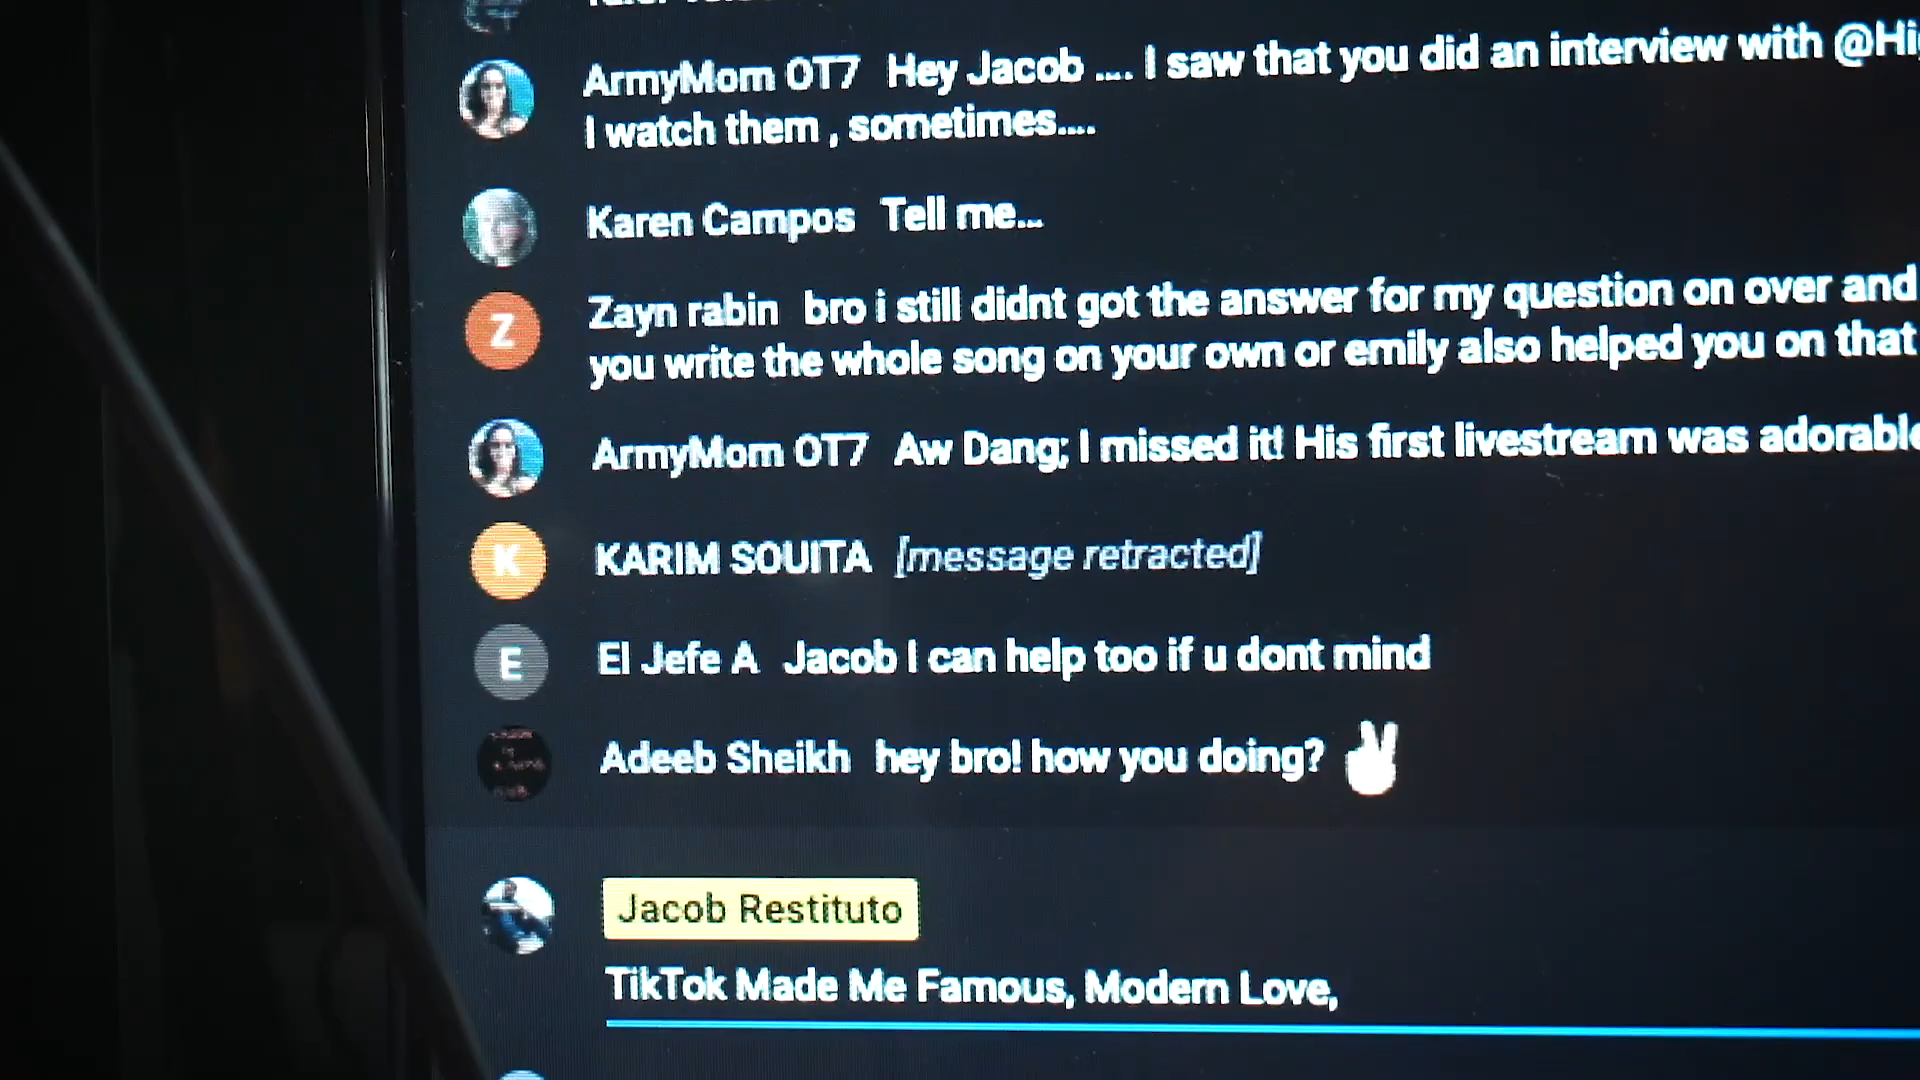 ArmyMom OT7 Hey Jacob .... I saw that you did an interview with
I watch them , sometimes....
Karen Campos Tell me...
Z Zayn rabin bro i still didnt got the answer for my question on over and
you write the whole song on your own or emily also helped you on that
ArmyMom OT7 Aw Dang; I missed it! His first livestream was adorable
K KARIM SOUITA [message retracted]
E El Jefe A Jacob I can help too if u dont mind
Adeeb Sheikh hey bro! how you doing? ✌
Jacob Restituto
TikTok Made Me Famous, Modern Love,